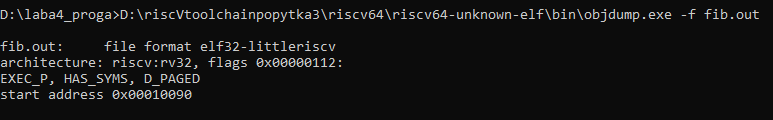 D:\laba4_proga>D:\riscVtoolchainpopytka3\riscv64\riscv64-unknown-elf\bin\objdump.exe -f fib.out
fib.out:     file format elf32-littleriscv
architecture: riscv:rv32, flags 0x00000112:
EXEC_P, HAS_SYMS, D_PAGED
start address 0x00010090